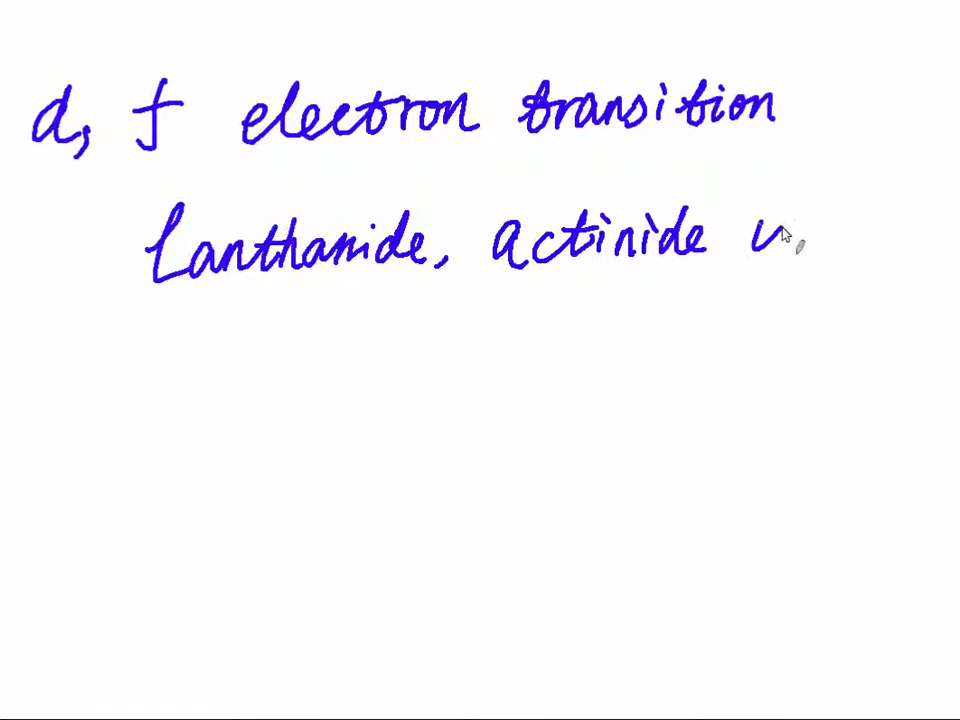 d, f electron transition
Lanthanide, actinide